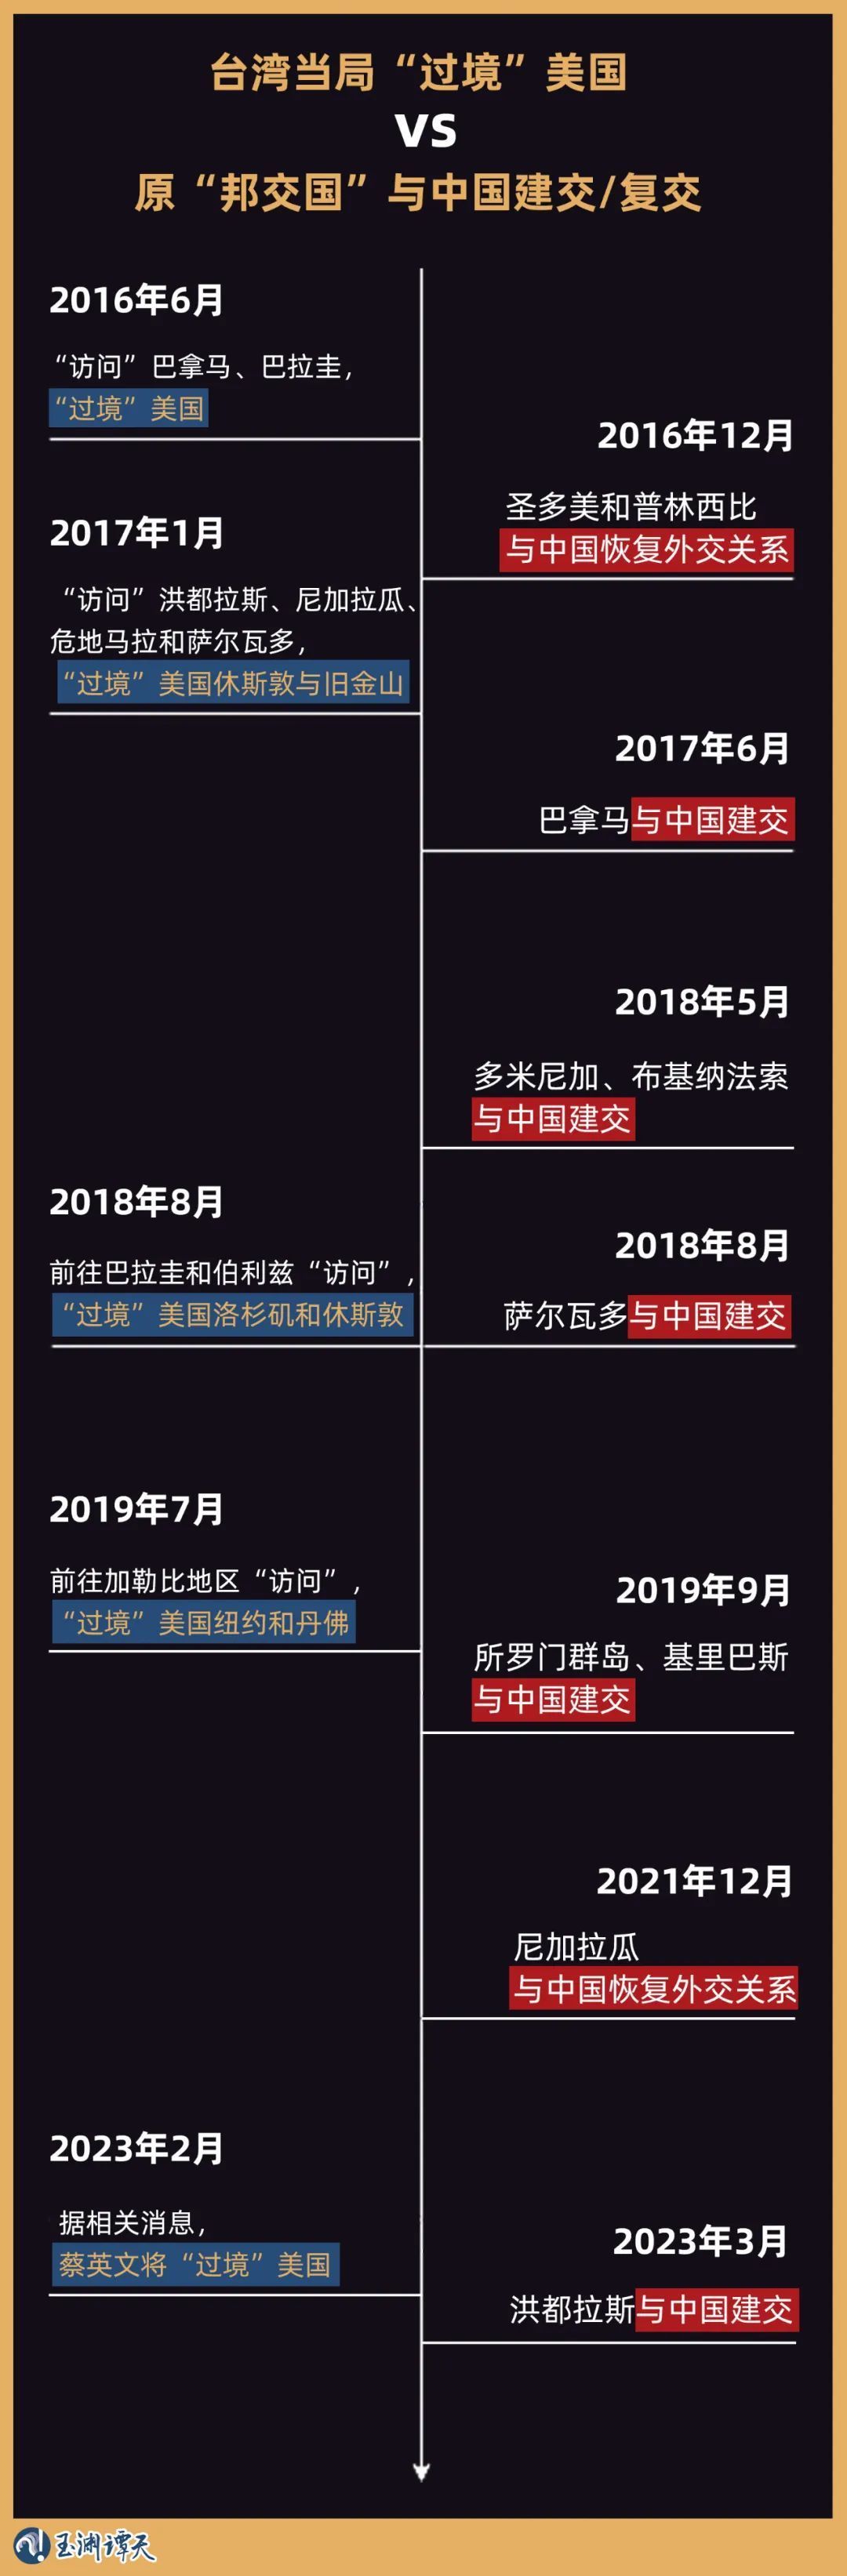 台湾当局“过境”美国
VS
原“邦交国”与中国建交/复交
2016年6月
“访问”巴拿马、巴拉圭，
“过境”美国
2016年12月
圣多美和普林西比
与中国恢复外交关系
2017年1月
“访问”洪都拉斯、尼加拉瓜、
危地马拉和萨尔瓦多，
“过境”美国休斯敦与旧金山
2017年6月
巴拿马与中国建交
2018年5月
多米尼加、布基纳法索
与中国建交
2018年8月
前往巴拉圭和伯利兹“访问”，
“过境”美国洛杉矶和休斯敦
2018年8月
萨尔瓦多与中国建交
2019年7月
前往加勒比地区“访问”，
“过境”美国纽约和丹佛
2019年9月
所罗门群岛、基里巴斯
与中国建交
2021年12月
尼加拉瓜
与中国恢复外交关系
2023年2月
据相关消息，
蔡英文将“过境”美国
2023年3月
洪都拉斯与中国建交
玉渊谭天